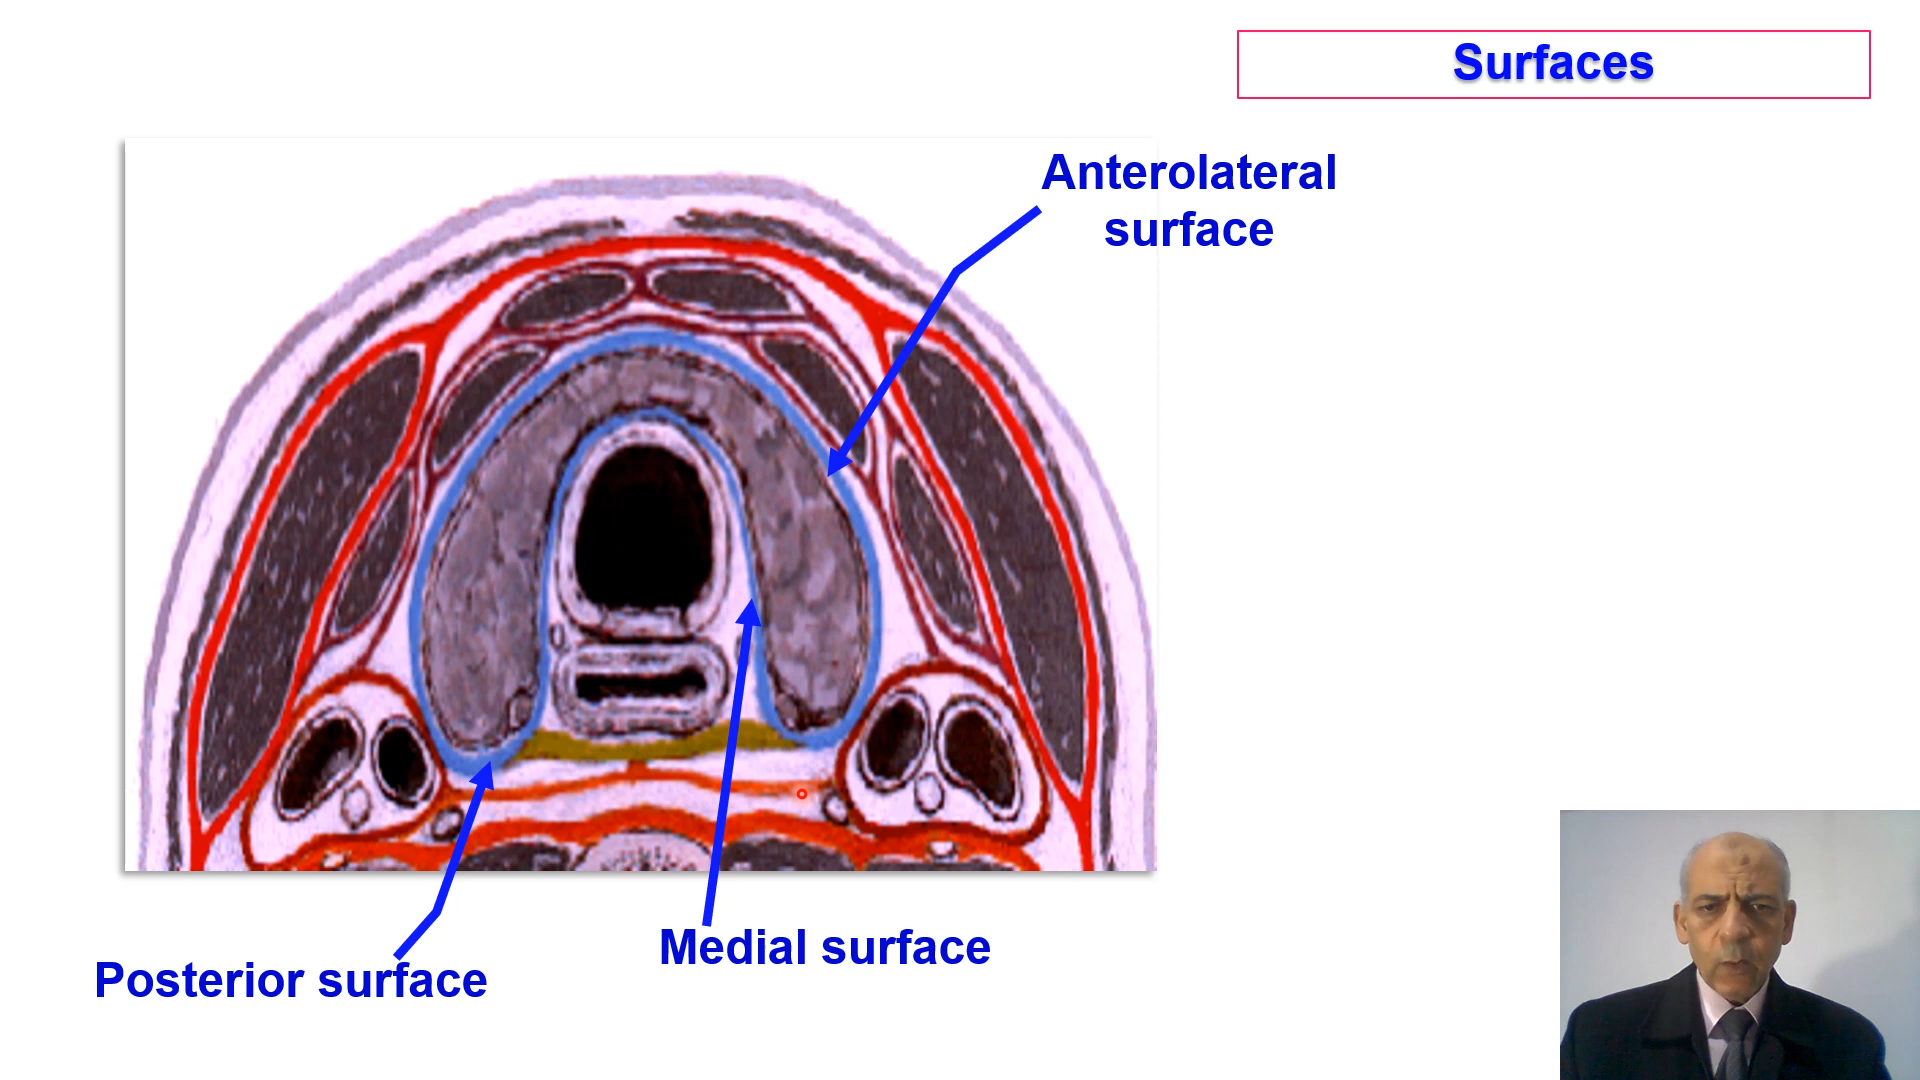 Surfaces
Anterolateral
surface
Medial surface
Posterior surface